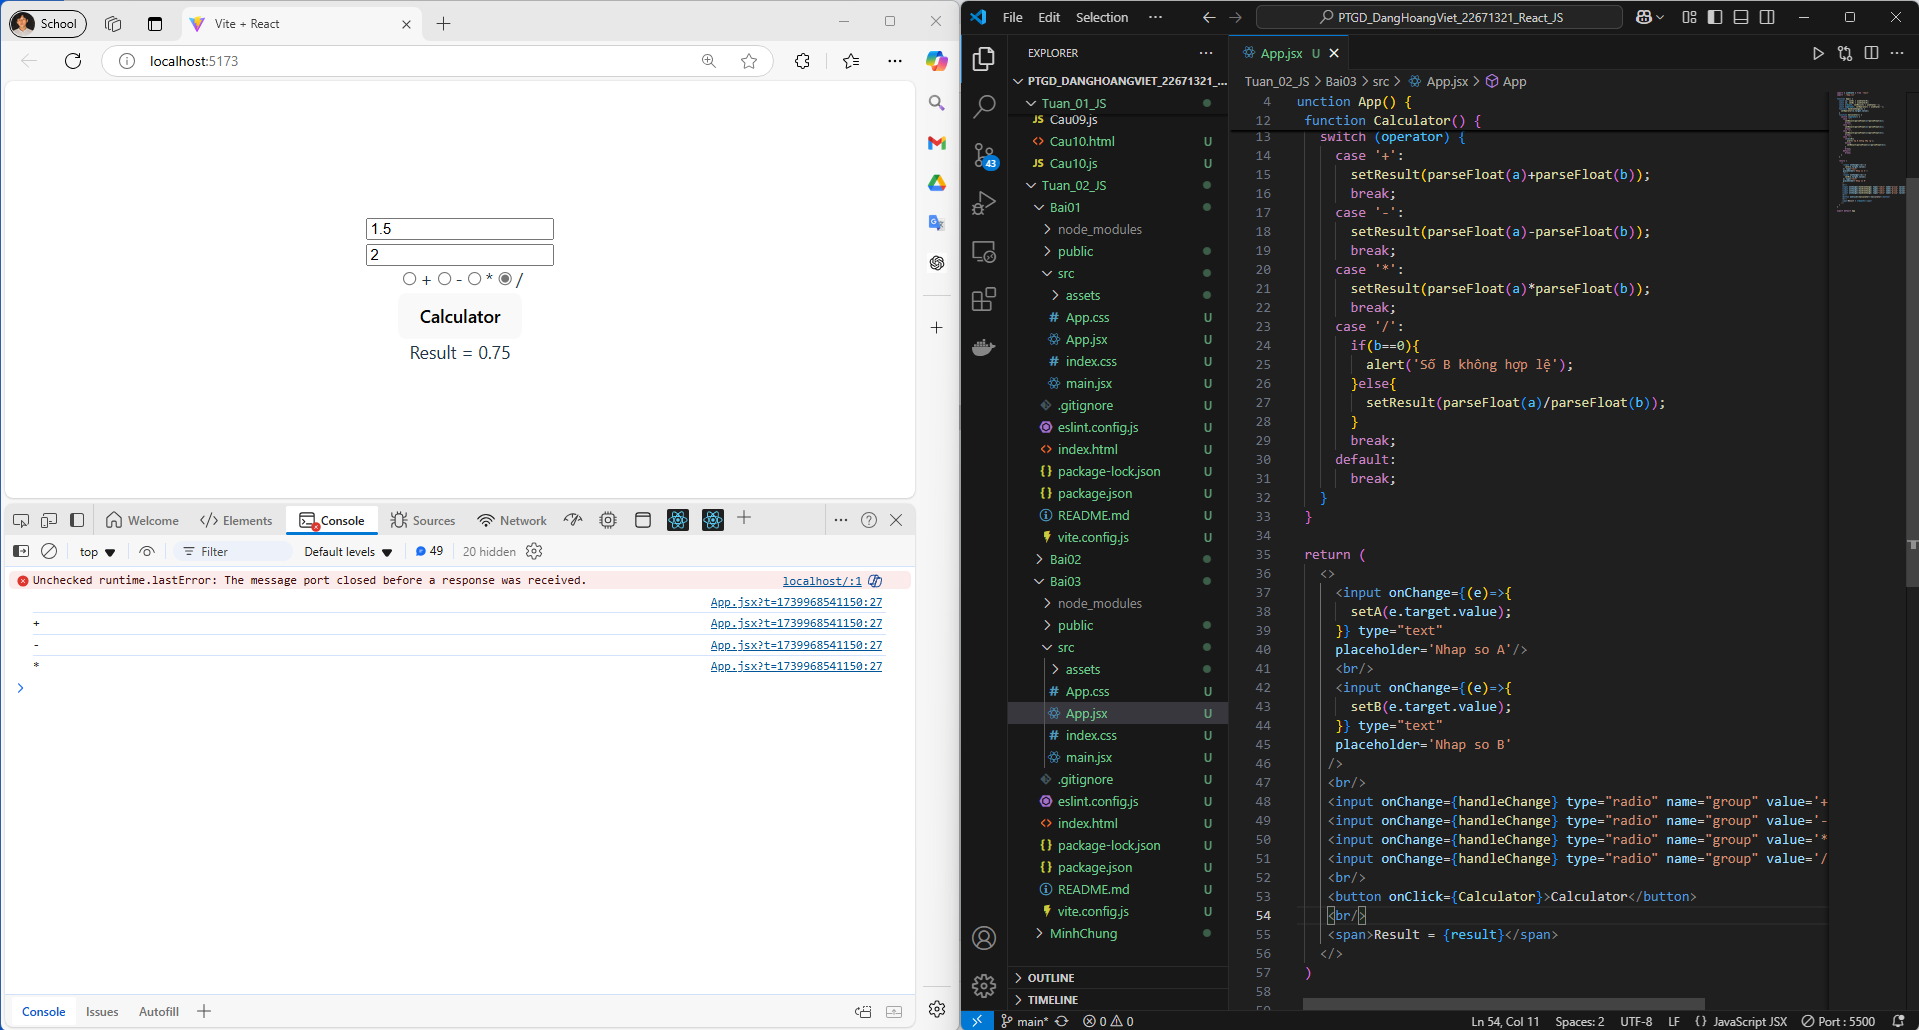 School
Vite + React
localhost:5173
1.5
2
+ - * /
Calculator
Result = 0.75
Welcome
Elements
Console
Sources
Network
top
Filter
Default levels
49
20 hidden
Unchecked runtime.lastError: The message port closed before a response was received.
localhost/:1
App.jsx?t=1739968541150:27
+
App.jsx?t=1739968541150:27
-
App.jsx?t=1739968541150:27
*
App.jsx?t=1739968541150:27
>
Console
Issues
Autofill
File
Edit
Selection
PTGD_DangHoangViet_22671321_React_JS
EXPLORER
PTGD_DANGHOANGVIET_22671321_...
Tuan_01_JS
JS Cau09.js
<> Cau10.html U
JS Cau10.js U
Tuan_02_JS
Bai01
node_modules
public
src
assets
# App.css U
App.jsx U
# index.css U
main.jsx U
.gitignore U
eslint.config.js U
<> index.html U
{} package-lock.json U
{} package.json U
README.md U
vite.config.js U
Bai02
Bai03
node_modules
public
src
assets
# App.css U
App.jsx U
# index.css U
main.jsx U
.gitignore U
eslint.config.js U
<> index.html U
{} package-lock.json U
{} package.json U
README.md U
vite.config.js U
MinhChung
OUTLINE
TIMELINE
43
App.jsx U
Tuan_02_JS > Bai03 > src > App.jsx > App
4 unction App() {
12 function Calculator() {
13 switch (operator) {
14 case '+':
15 setResult(parseFloat(a)+parseFloat(b));
16 break;
17 case '-':
18 setResult(parseFloat(a)-parseFloat(b));
19 break;
20 case '*':
21 setResult(parseFloat(a)*parseFloat(b));
22 break;
23 case '/':
24 if(b==0){
25 alert('Số B không hợp lệ');
26 }else{
27 setResult(parseFloat(a)/parseFloat(b));
28 }
29 break;
30 default:
31 break;
32 }
33 }
34
35 return (
36 <>
37 <input onChange={(e)=>{
38 setA(e.target.value);
39 }} type="text"
40 placeholder='Nhap so A'/>
41 <br/>
42 <input onChange={(e)=>{
43 setB(e.target.value);
44 }} type="text"
45 placeholder='Nhap so B'
46 />
47 <br/>
48 <input onChange={handleChange} type="radio" name="group" value='+
49 <input onChange={handleChange} type="radio" name="group" value='-
50 <input onChange={handleChange} type="radio" name="group" value='*
51 <input onChange={handleChange} type="radio" name="group" value='/
52 <br/>
53 <button onClick={Calculator}>Calculator</button>
54 <br/>
55 <span>Result = {result}</span>
56 </>
57 )
58
main*
0
0
Ln 54, Col 11
Spaces: 2
UTF-8
LF
{} JavaScript JSX
Port : 5500